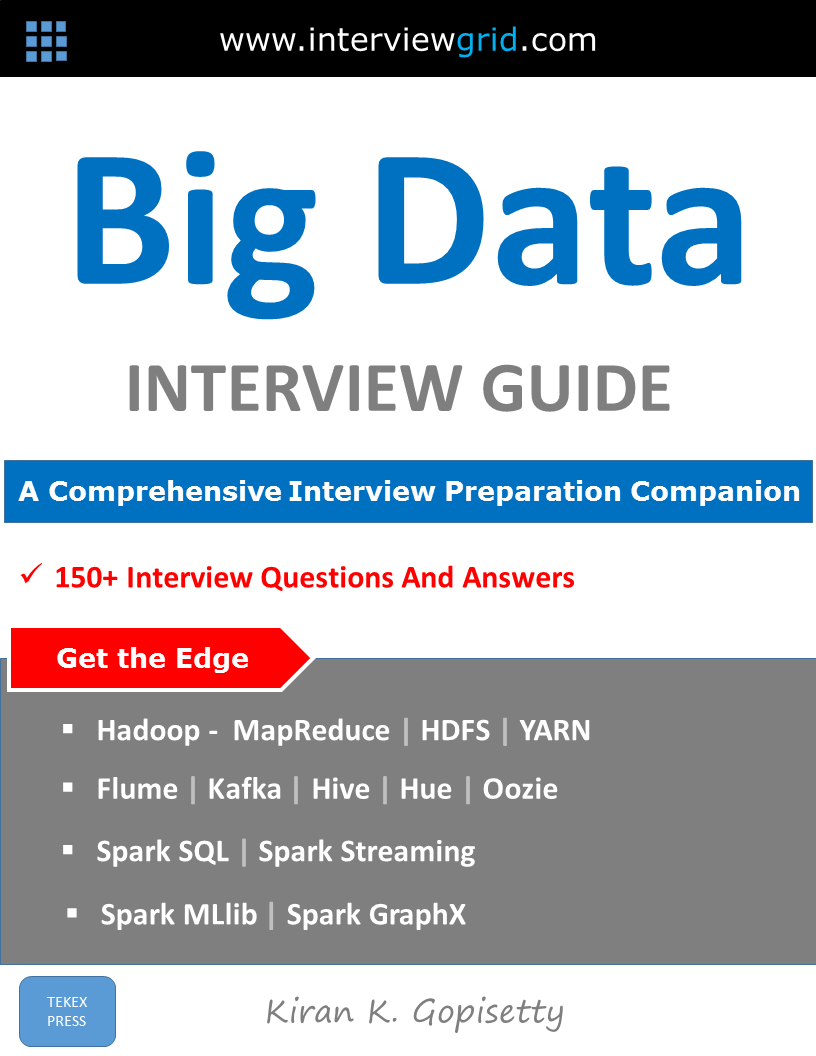 www.interviewgrid.com
Big Data
INTERVIEW GUIDE
A Comprehensive Interview Preparation Companion
✓ 150+ Interview Questions And Answers
Get the Edge
▪ Hadoop - MapReduce | HDFS | YARN
▪ Flume | Kafka | Hive | Hue | Oozie
▪ Spark SQL | Spark Streaming
▪ Spark MLlib | Spark GraphX
TEKEX
PRESS
Kiran K. Gopisetty